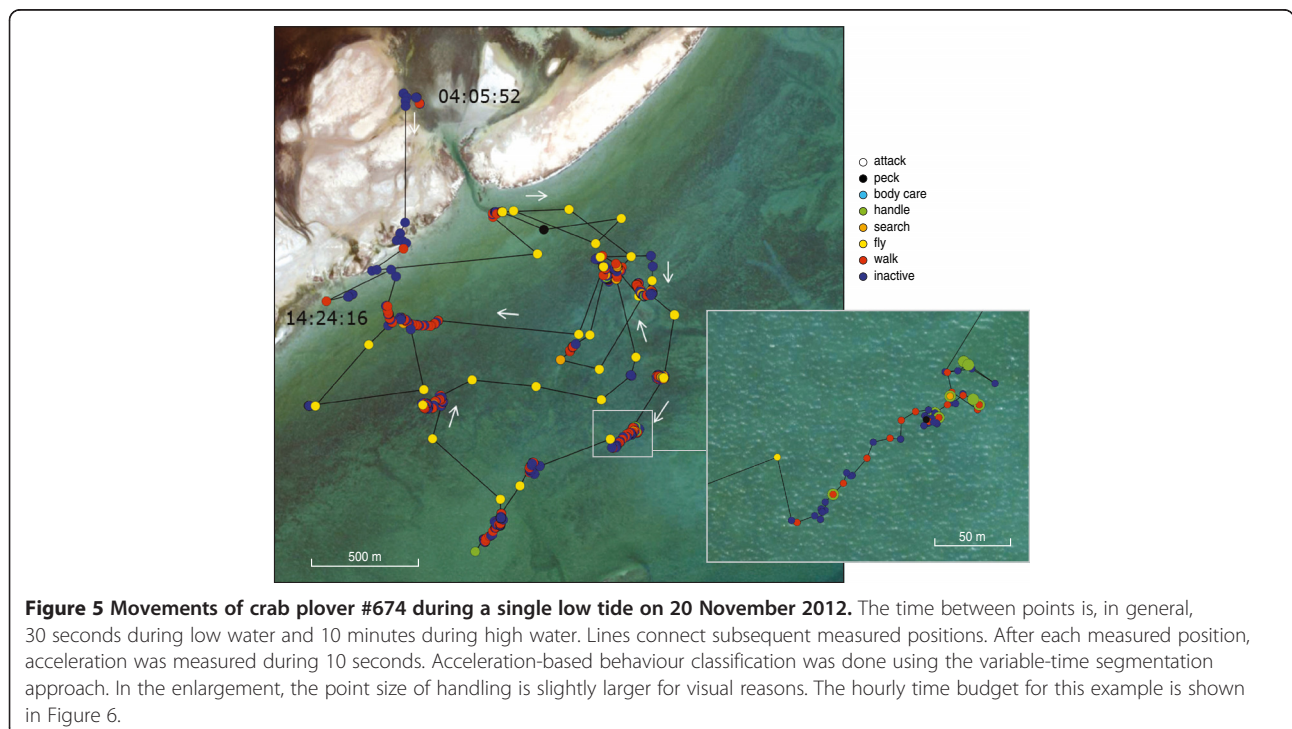 04:05:52
attack
peck
body care
handle
search
fly
walk
inactive
14:24:16
500 m
50 m
Figure 5 Movements of crab plover #674 during a single low tide on 20 November 2012. The time between points is, in general,
30 seconds during low water and 10 minutes during high water. Lines connect subsequent measured positions. After each measured position,
acceleration was measured during 10 seconds. Acceleration-based behaviour classification was done using the variable-time segmentation
approach. In the enlargement, the point size of handling is slightly larger for visual reasons. The hourly time budget for this example is shown
in Figure 6.